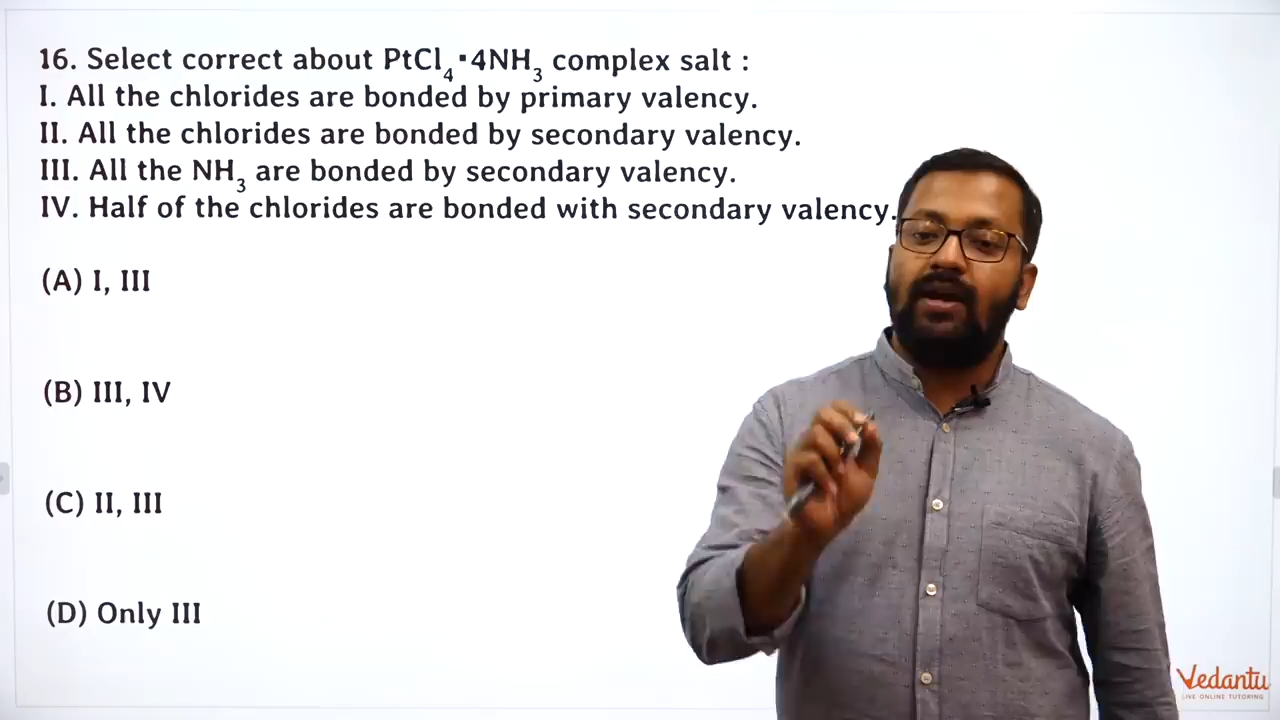 16. Select correct about PtCl₄·4NH₃ complex salt :
I. All the chlorides are bonded by primary valency.
II. All the chlorides are bonded by secondary valency.
III. All the NH₃ are bonded by secondary valency.
IV. Half of the chlorides are bonded with secondary valency.
(A) I, III
(B) III, IV
(C) II, III
(D) Only III
Vedantu
LIVE ONLINE TUTORING